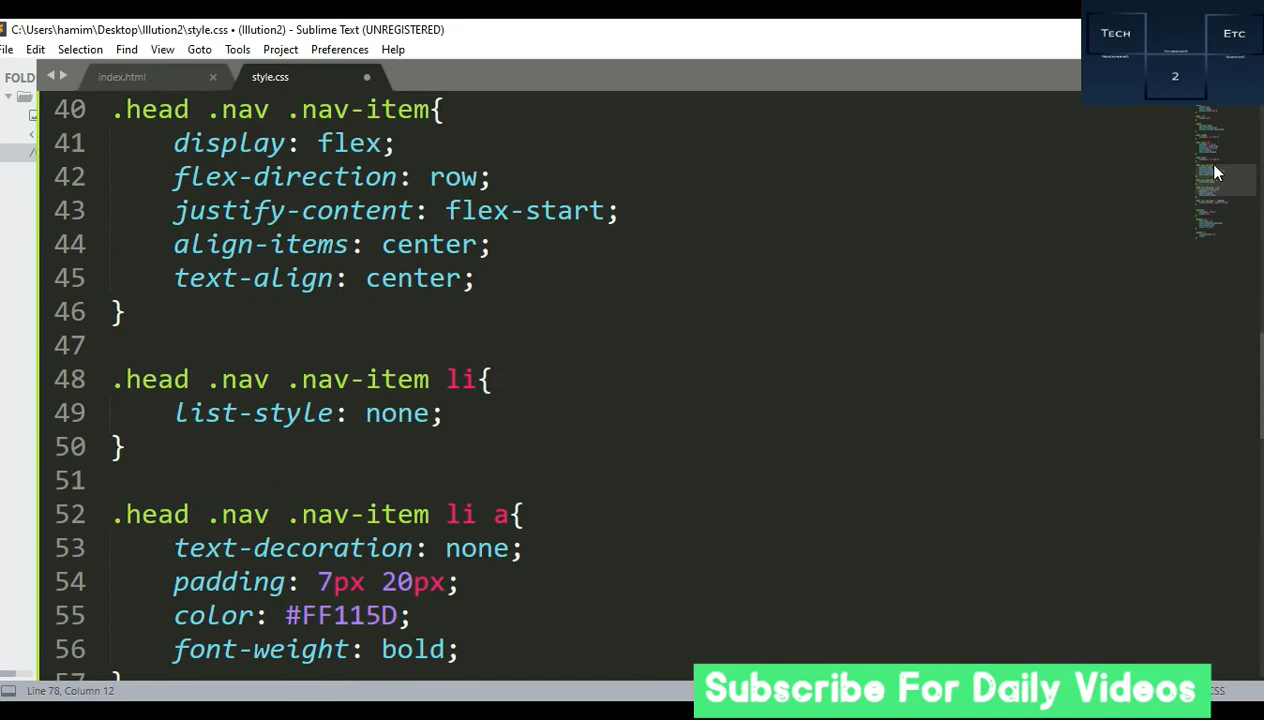 C:\Users\hamim\Desktop\Illution2\style.css • (Illution2) - Sublime Text (UNREGISTERED)
File Edit Selection Find View Goto Tools Project Preferences Help
TECH ETC
2
FOLD
index.html × style.css
40 .head .nav .nav-item{
41 display: flex;
42 flex-direction: row;
43 justify-content: flex-start;
44 align-items: center;
45 text-align: center;
46 }
47
48 .head .nav .nav-item li{
49 list-style: none;
50 }
51
52 .head .nav .nav-item li a{
53 text-decoration: none;
54 padding: 7px 20px;
55 color: #FF115D;
56 font-weight: bold;
57 }
Line 78, Column 12
Subscribe For Daily Videos
CSS